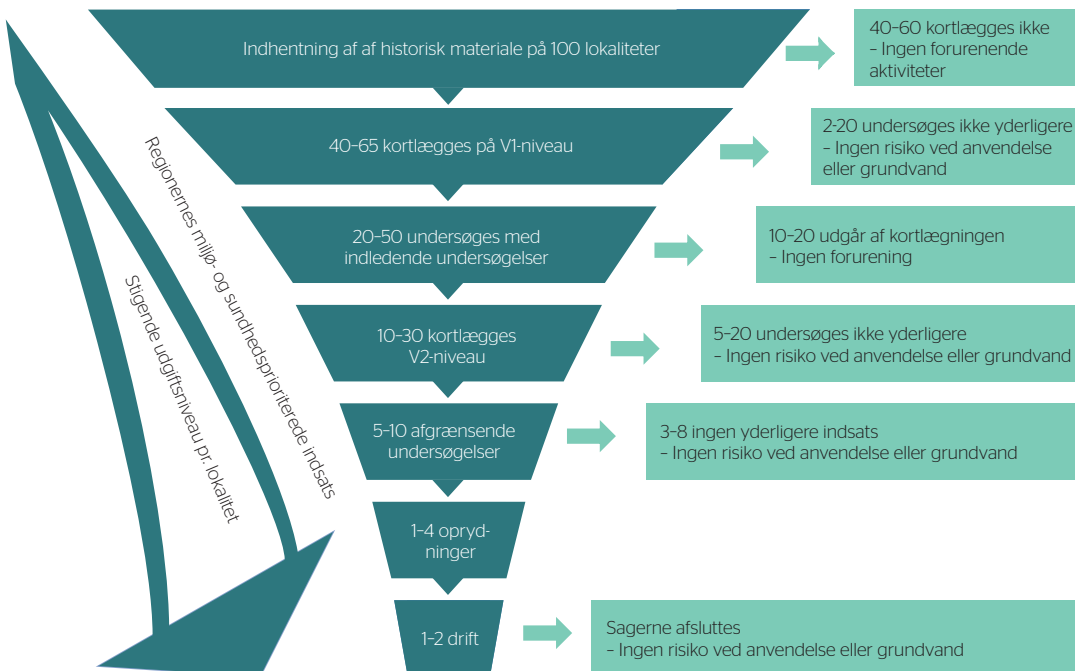 Indhentning af af historisk materiale på 100 lokaliteter
40-60 kortlægges ikke
- Ingen forurenende
aktiviteter
40-65 kortlægges på V1-niveau
2-20 undersøges ikke yderligere
- Ingen risiko ved anvendelse
eller grundvand
20-50 undersøges med
indledende undersøgelser
10-20 udgår af kortlægningen
- Ingen forurening
10-30 kortlægges
V2-niveau
5-20 undersøges ikke yderligere
- Ingen risiko ved anvendelse eller grundvand
5-10 afgrænsende
undersøgelser
3-8 ingen yderligere indsats
- Ingen risiko ved anvendelse eller grundvand
1-4 opryd-
ninger
1-2 drift
Sagerne afsluttes
- Ingen risiko ved anvendelse eller grundvand
Regionernes miljø- og sundhedsprioriterede indsats
Stigende udgiftsniveau pr. lokalitet